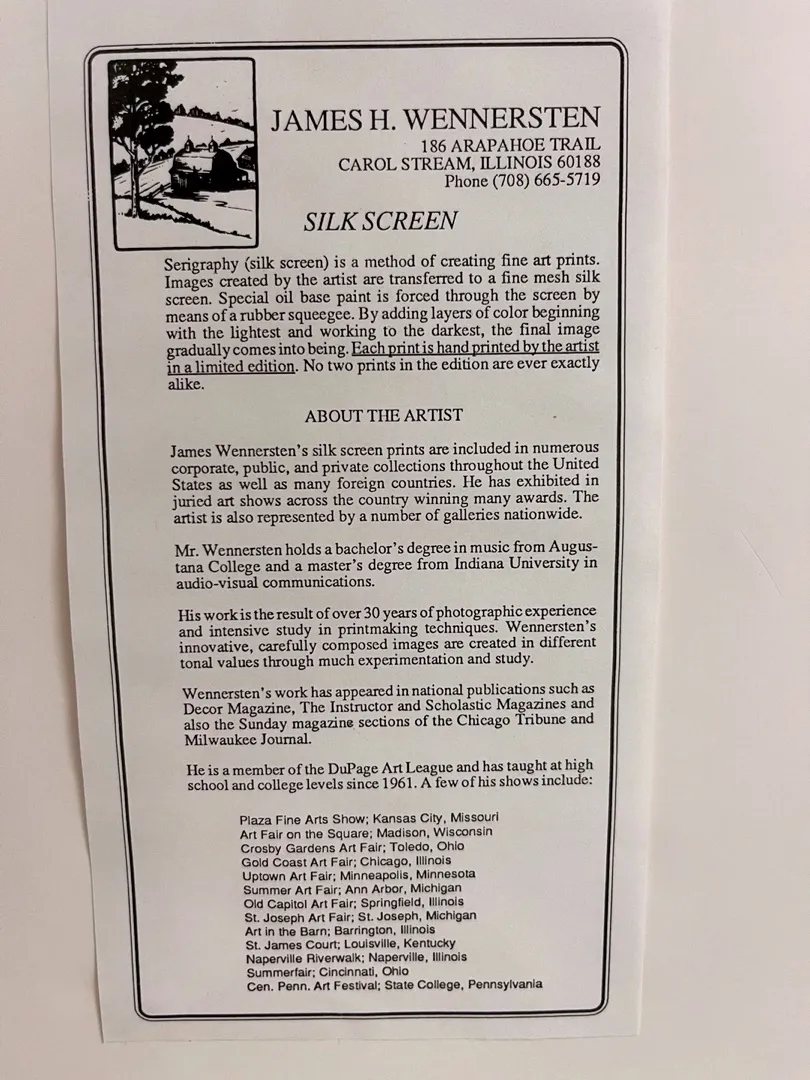 JAMES H. WENNERSTEN
186 ARAPAHOE TRAIL
CAROL STREAM, ILLINOIS 60188
Phone (708) 665-5719
SILK SCREEN
Serigraphy (silk screen) is a method of creating fine art prints.
Images created by the artist are transferred to a fine mesh silk
screen. Special oil base paint is forced through the screen by
means of a rubber squeegee. By adding layers of color beginning
with the lightest and working to the darkest, the final image
gradually comes into being. Each print is hand printed by the artist
in a limited edition. No two prints in the edition are ever exactly
alike.
ABOUT THE ARTIST
James Wennersten's silk screen prints are included in numerous
corporate, public, and private collections throughout the United
States as well as many foreign countries. He has exhibited in
juried art shows across the country winning many awards. The
artist is also represented by a number of galleries nationwide.
Mr. Wennersten holds a bachelor's degree in music from Augus-
tana College and a master's degree from Indiana University in
audio-visual communications.
His work is the result of over 30 years of photographic experience
and intensive study in printmaking techniques. Wennersten's
innovative, carefully composed images are created in different
tonal values through much experimentation and study.
Wennersten's work has appeared in national publications such as
Decor Magazine, The Instructor and Scholastic Magazines and
also the Sunday magazine sections of the Chicago Tribune and
Milwaukee Journal.
He is a member of the DuPage Art League and has taught at high
school and college levels since 1961. A few of his shows include:
Plaza Fine Arts Show; Kansas City, Missouri
Art Fair on the Square; Madison, Wisconsin
Crosby Gardens Art Fair; Toledo, Ohio
Gold Coast Art Fair; Chicago, Illinois
Uptown Art Fair; Minneapolis, Minnesota
Summer Art Fair; Ann Arbor, Michigan
Old Capitol Art Fair; Springfield, Illinois
St. Joseph Art Fair; St. Joseph, Michigan
Art in the Barn; Barrington, Illinois
St. James Court; Louisville, Kentucky
Naperville Riverwalk; Naperville, Illinois
Summerfair; Cincinnati, Ohio
Cen. Penn. Art Festival; State College, Pennsylvania